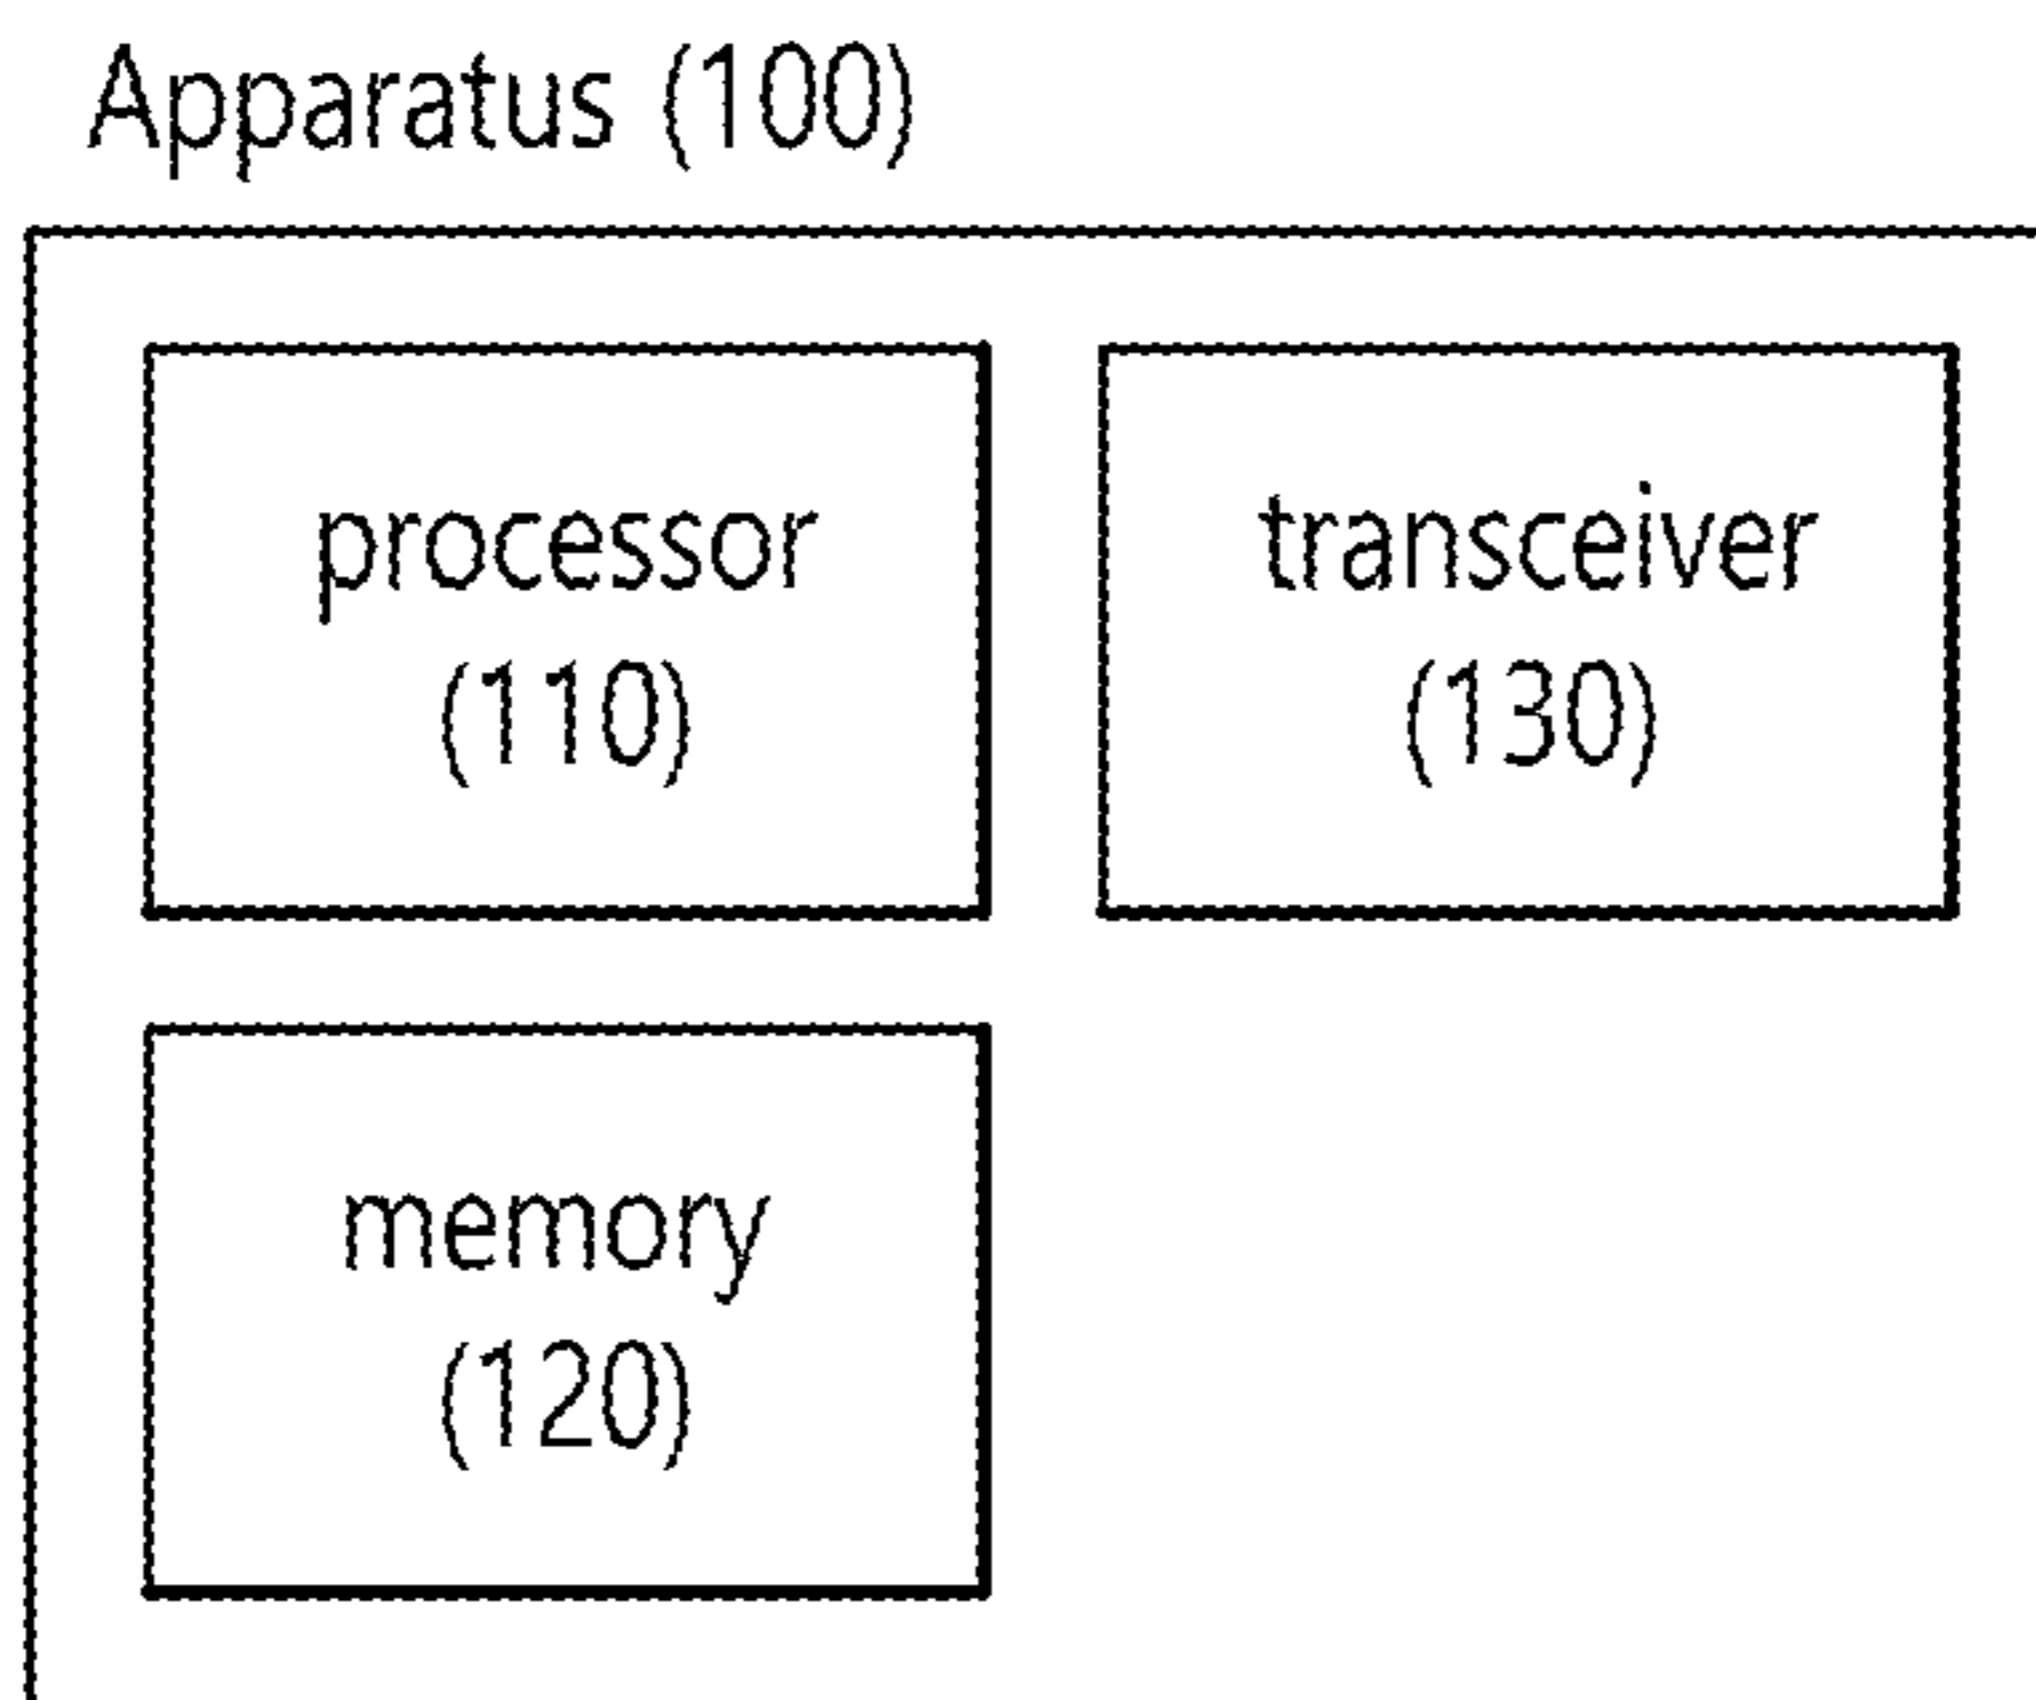 Apparatus (100)
processor
(110)
transceiver
(130)
memory
(120)